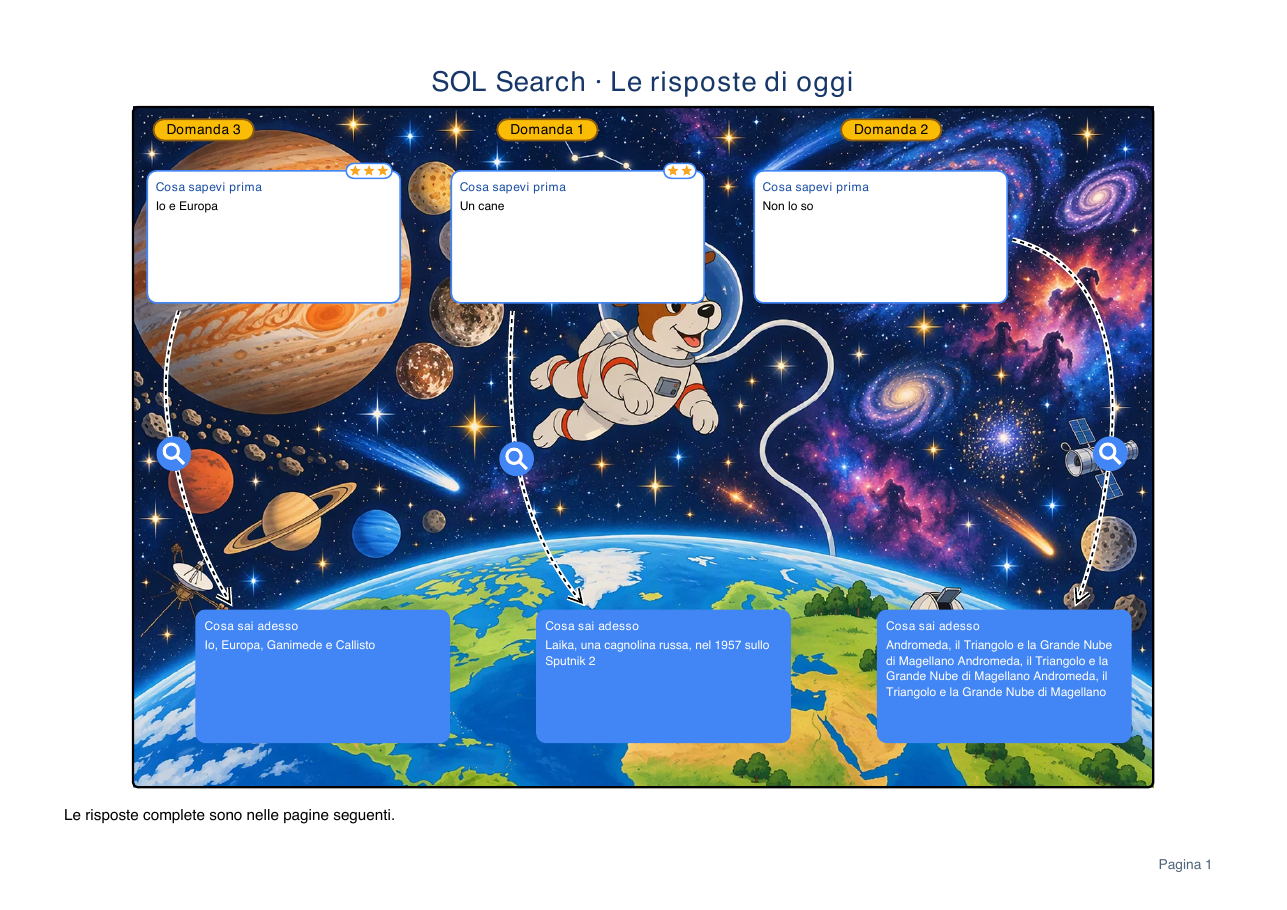 SOL Search · Le risposte di oggi
Domanda 3
Cosa sapevi prima
Io e Europa
Domanda 1
Cosa sapevi prima
Un cane
Domanda 2
Cosa sapevi prima
Non lo so
Cosa sai adesso
Io, Europa, Ganimede e Callisto
Cosa sai adesso
Laika, una cagnolina russa, nel 1957 sullo
Sputnik 2
Cosa sai adesso
Andromeda, il Triangolo e la Grande Nube
di Magellano Andromeda, il Triangolo e la
Grande Nube di Magellano Andromeda, il
Triangolo e la Grande Nube di Magellano
Le risposte complete sono nelle pagine seguenti.
Pagina 1